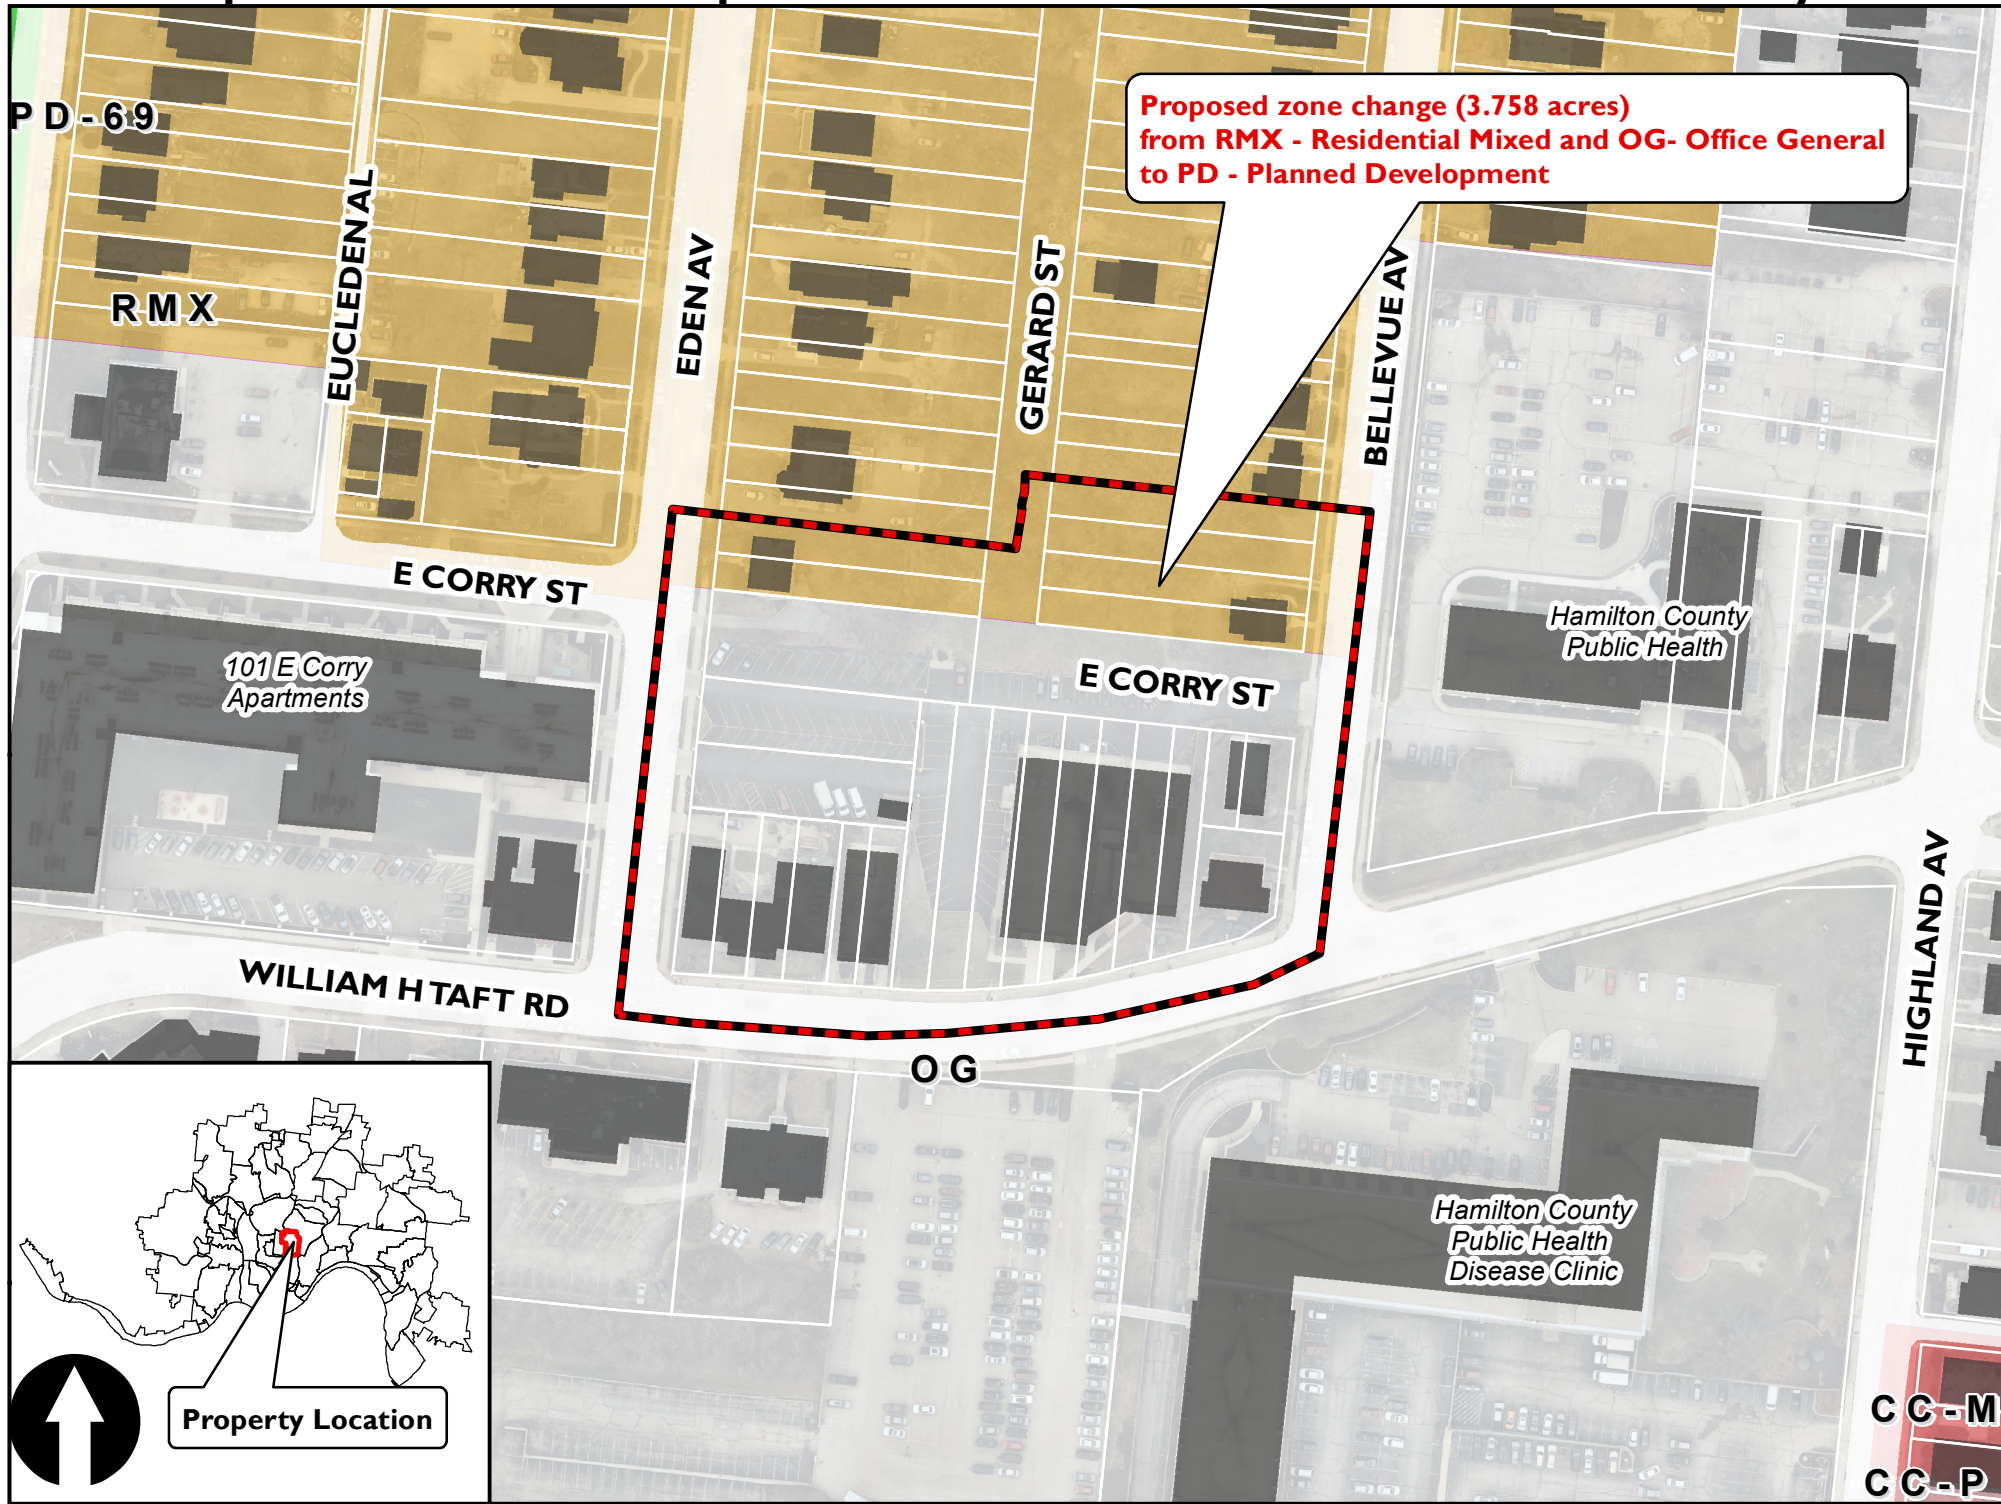 Proposed zone change (3.758 acres)
from RMX - Residential Mixed and OG- Office General
to PD - Planned Development
PD-69
RMX
EUCLEDEN AL
EDEN AV
GERARD ST
BELLEVUE AV
E CORRY ST
101 E Corry
Apartments
E CORRY ST
Hamilton County
Public Health
WILLIAM H TAFT RD
HIGHLAND AV
OG
Hamilton County
Public Health
Disease Clinic
Property Location
CC-M
CC-P